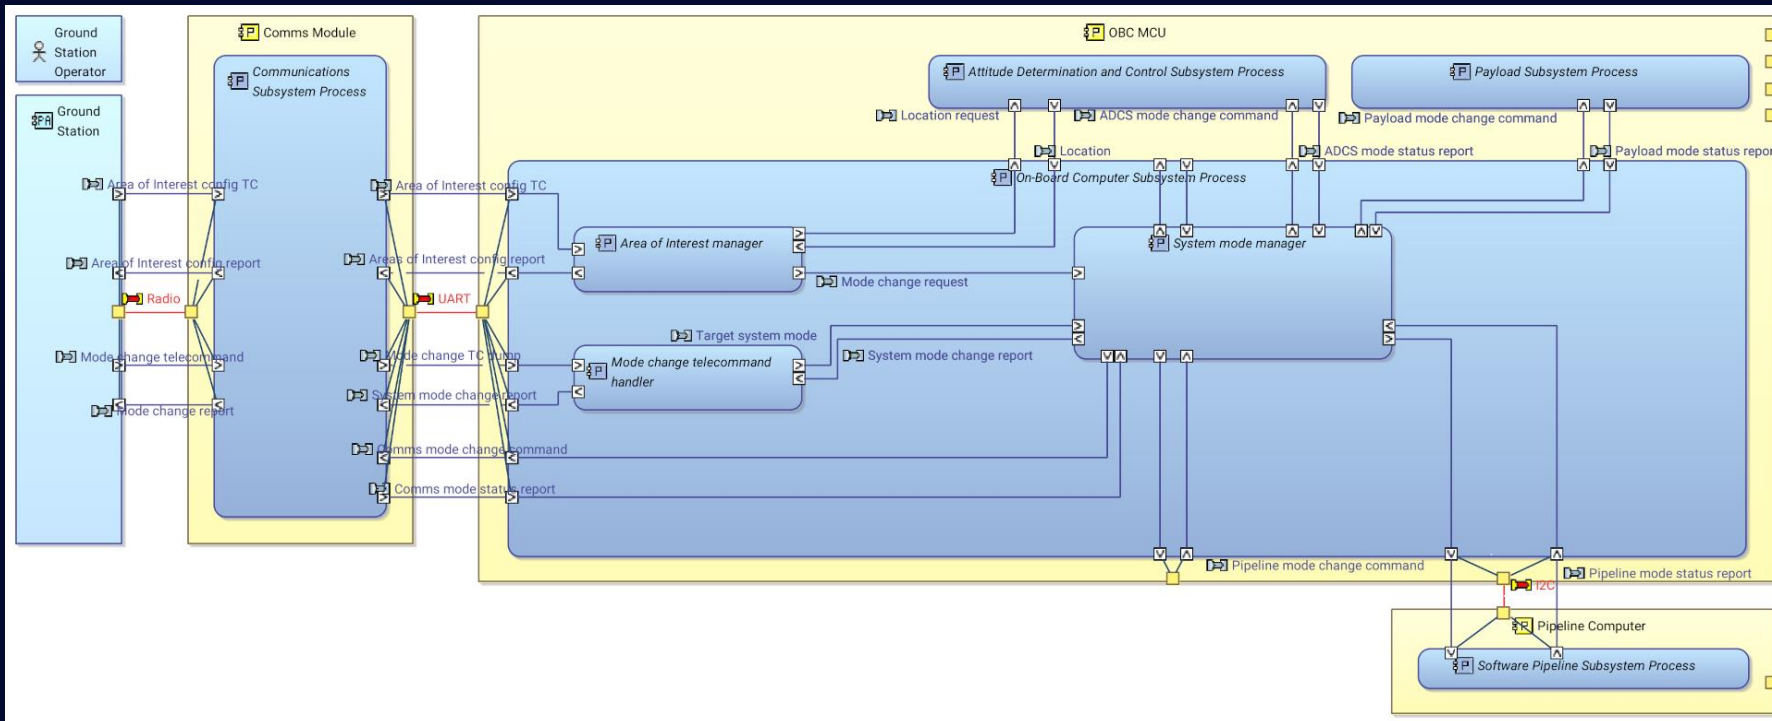 Ground
Station
Operator
Comms Module
OBC MCU
Communications
Subsystem Process
Attitude Determination and Control Subsystem Process
Payload Subsystem Process
Ground
Station
Location request
ADCS mode change command
Payload mode change command
Location
ADCS mode status report
Payload mode status repor
On-Board Computer Subsystem Process
Area of Interest config TC
Area of Interest config TC
Area of Interest manager
System mode manager
Area of Interest config report
Areas of Interest config report
Mode change request
Radio
UART
Target system mode
Mode change telecommand
Mode change TC dump
System mode change report
Mode change telecommand
handler
System mode change report
Mode change report
Comms mode change command
Comms mode status report
Pipeline mode change command
Pipeline mode status report
I2C
Pipeline Computer
Software Pipeline Subsystem Process